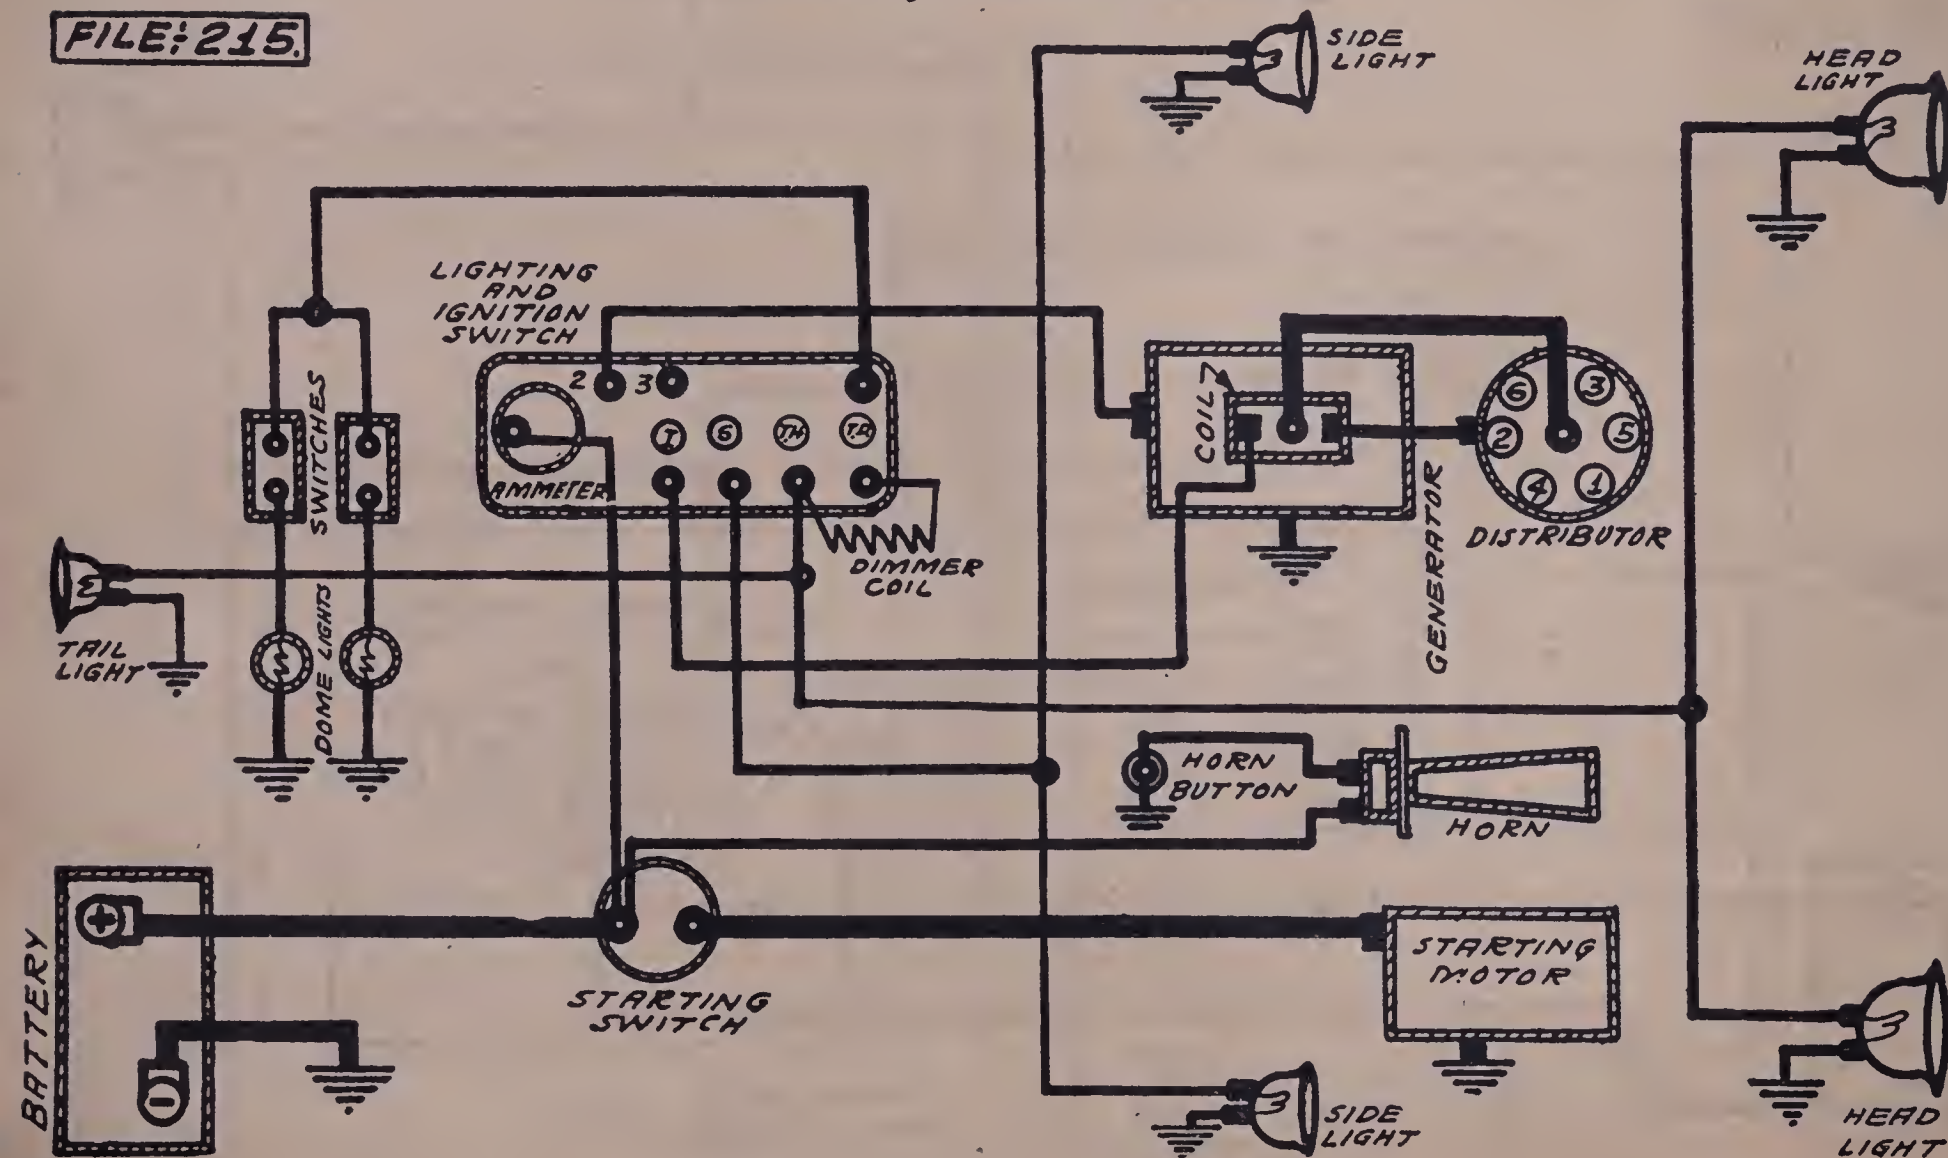 FILE:215.
SIDE
LIGHT
HEAD
LIGHT
LIGHTING
AND
IGNITION
SWITCH
2 3
AMMETER
I G T.H T.R
SWITCHES
COIL
GENERATOR
6 3
2 5
4 1
DISTRIBUTOR
DIMMER
COIL
TAIL
LIGHT
DOME LIGHTS
HORN
BUTTON
HORN
BATTERY
+
-
STARTING
SWITCH
STARTING
MOTOR
SIDE
LIGHT
HEAD
LIGHT